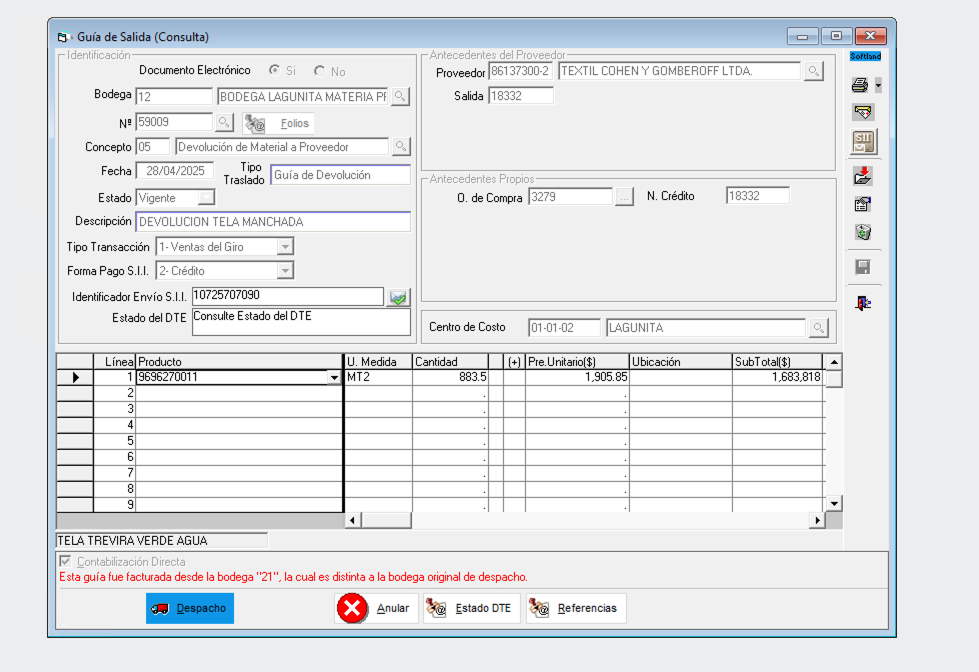 Guía de Salida (Consulta)
Identificación
Documento Electrónico Si No
Bodega 12 BODEGA LAGUNITA MATERIA PR
Nº 59009 Folios
Concepto 05 Devolución de Material a Proveedor
Fecha 28/04/2025 Tipo Traslado Guía de Devolución
Estado Vigente
Descripción DEVOLUCION TELA MANCHADA
Tipo Transacción 1- Ventas del Giro
Forma Pago S.I.I. 2- Crédito
Identificador Envío S.I.I. 10725707090
Estado del DTE Consulte Estado del DTE
Antecedentes del Proveedor
Proveedor 86137300-2 TEXTIL COHEN Y GOMBEROFF LTDA.
Salida 18332
Antecedentes Propios
O. de Compra 3279 ... N. Crédito 18332
Centro de Costo 01-01-02 LAGUNITA
Softland
SII
Línea Producto U. Medida Cantidad (+) Pre.Unitario($) Ubicación SubTotal($)
1 9696270011 MT2 883.5 1,905.85 1,683,818
2 . .
3 . .
4 . .
5 . .
6 . .
7 . .
8 . .
9 . .
TELA TREVIRA VERDE AGUA
Contabilización Directa
Esta guía fue facturada desde la bodega "21", la cual es distinta a la bodega original de despacho.
Despacho Anular Estado DTE Referencias